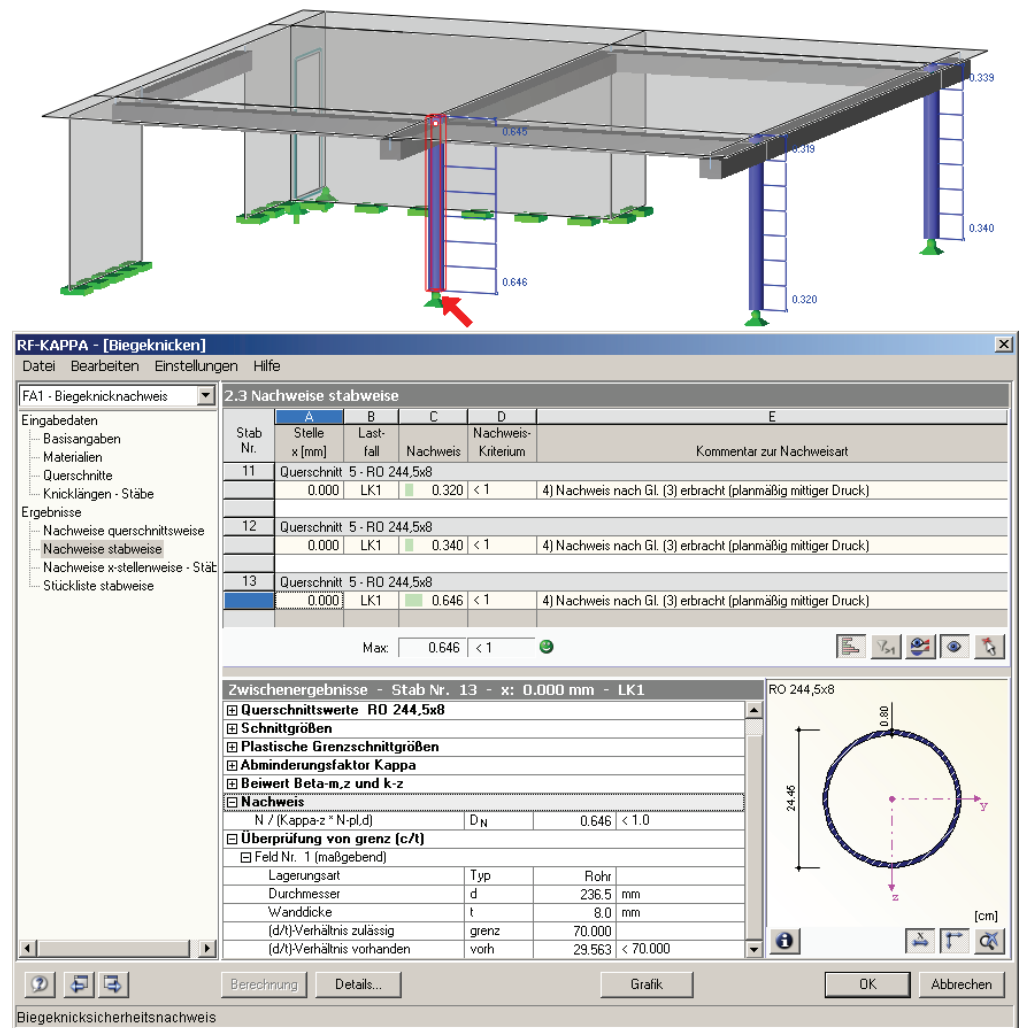 0.339
0.645
0.319
0.340
0.646
0.320
RF-KAPPA - [Biegeknicken]
Datei Bearbeiten Einstellungen Hilfe
FA1 - Biegeknicknachweis
Eingabedaten
Basisangaben
Materialien
Querschnitte
Knicklängen - Stäbe
Ergebnisse
Nachweise querschnittsweise
Nachweise stabweise
Nachweise x-stellenweise - Stäb
Stückliste stabweise
2.3 Nachweise stabweise
A B C D E
Stab Nr. Stelle x [mm] Last- fall Nachweis Nachweis- Kriterium Kommentar zur Nachweisart
11 Querschnitt 5 - RO 244,5x8
0.000 LK1 0.320 < 1 4) Nachweis nach Gl. (3) erbracht (planmäßig mittiger Druck)
12 Querschnitt 5 - RO 244,5x8
0.000 LK1 0.340 < 1 4) Nachweis nach Gl. (3) erbracht (planmäßig mittiger Druck)
13 Querschnitt 5 - RO 244,5x8
0.000 LK1 0.646 < 1 4) Nachweis nach Gl. (3) erbracht (planmäßig mittiger Druck)
Max: 0.646 < 1
Zwischenergebnisse - Stab Nr. 13 - x: 0.000 mm - LK1
Querschnittswerte RO 244,5x8
Schnittgrößen
Plastische Grenzschnittgrößen
Abminderungsfaktor Kappa
Beiwert Beta-m,z und k-z
Nachweis
N / (Kappa-z * N-pl,d) DN 0.646 < 1.0
Überprüfung von grenz (c/t)
Feld Nr. 1 (maßgebend)
Lagerungsart Typ Rohr
Durchmesser d 236.5 mm
Wanddicke t 8.0 mm
(d/t)-Verhältnis zulässig grenz 70.000
(d/t)-Verhältnis vorhanden vorh 29.563 < 70.000
RO 244,5x8
0.80
24.45
y
z
[cm]
Berechnung Details... Grafik OK Abbrechen
Biegeknicksicherheitsnachweis